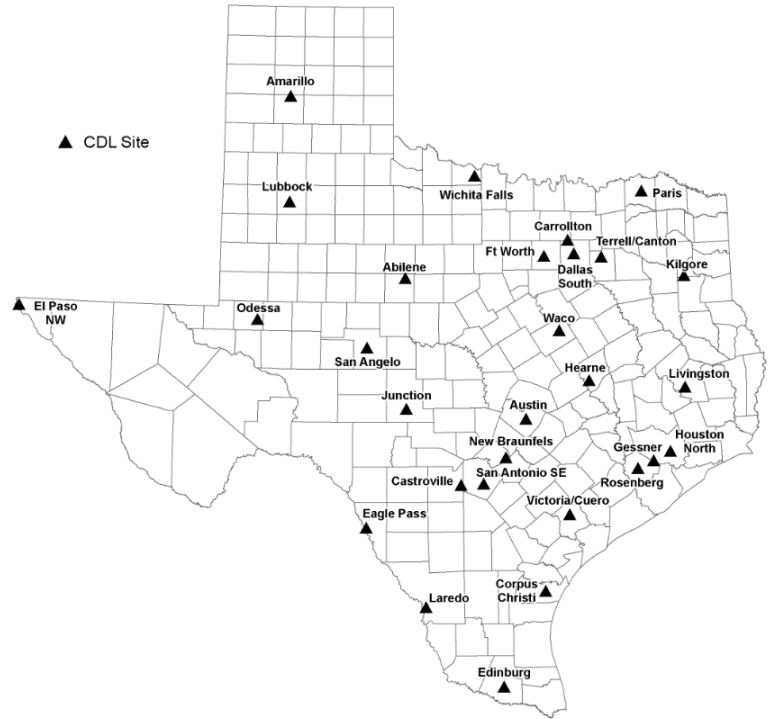 Amarillo
CDL Site
Lubbock
Wichita Falls
Paris
Carrollton
Ft Worth
Terrell/Canton
Dallas
South
Kilgore
Abilene
El Paso
NW
Odessa
Waco
San Angelo
Hearne
Livingston
Junction
Austin
New Braunfels
Gessner
Houston
North
Castroville
San Antonio SE
Rosenberg
Victoria/Cuero
Eagle Pass
Corpus
Christi
Laredo
Edinburg